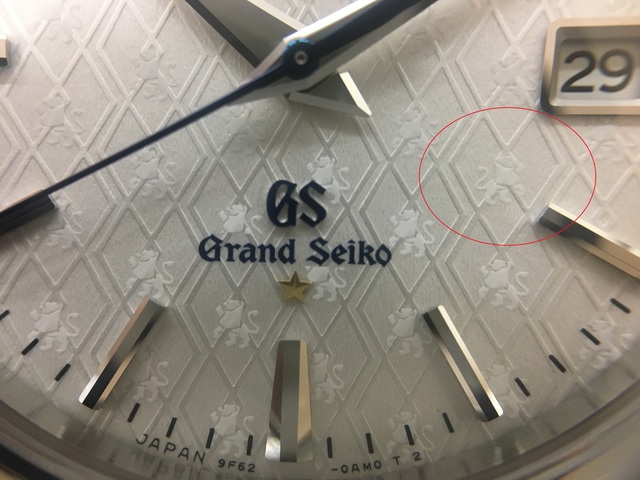 29
GS
Grand Seiko
JAPAN 9F62 -0AM0 T 2